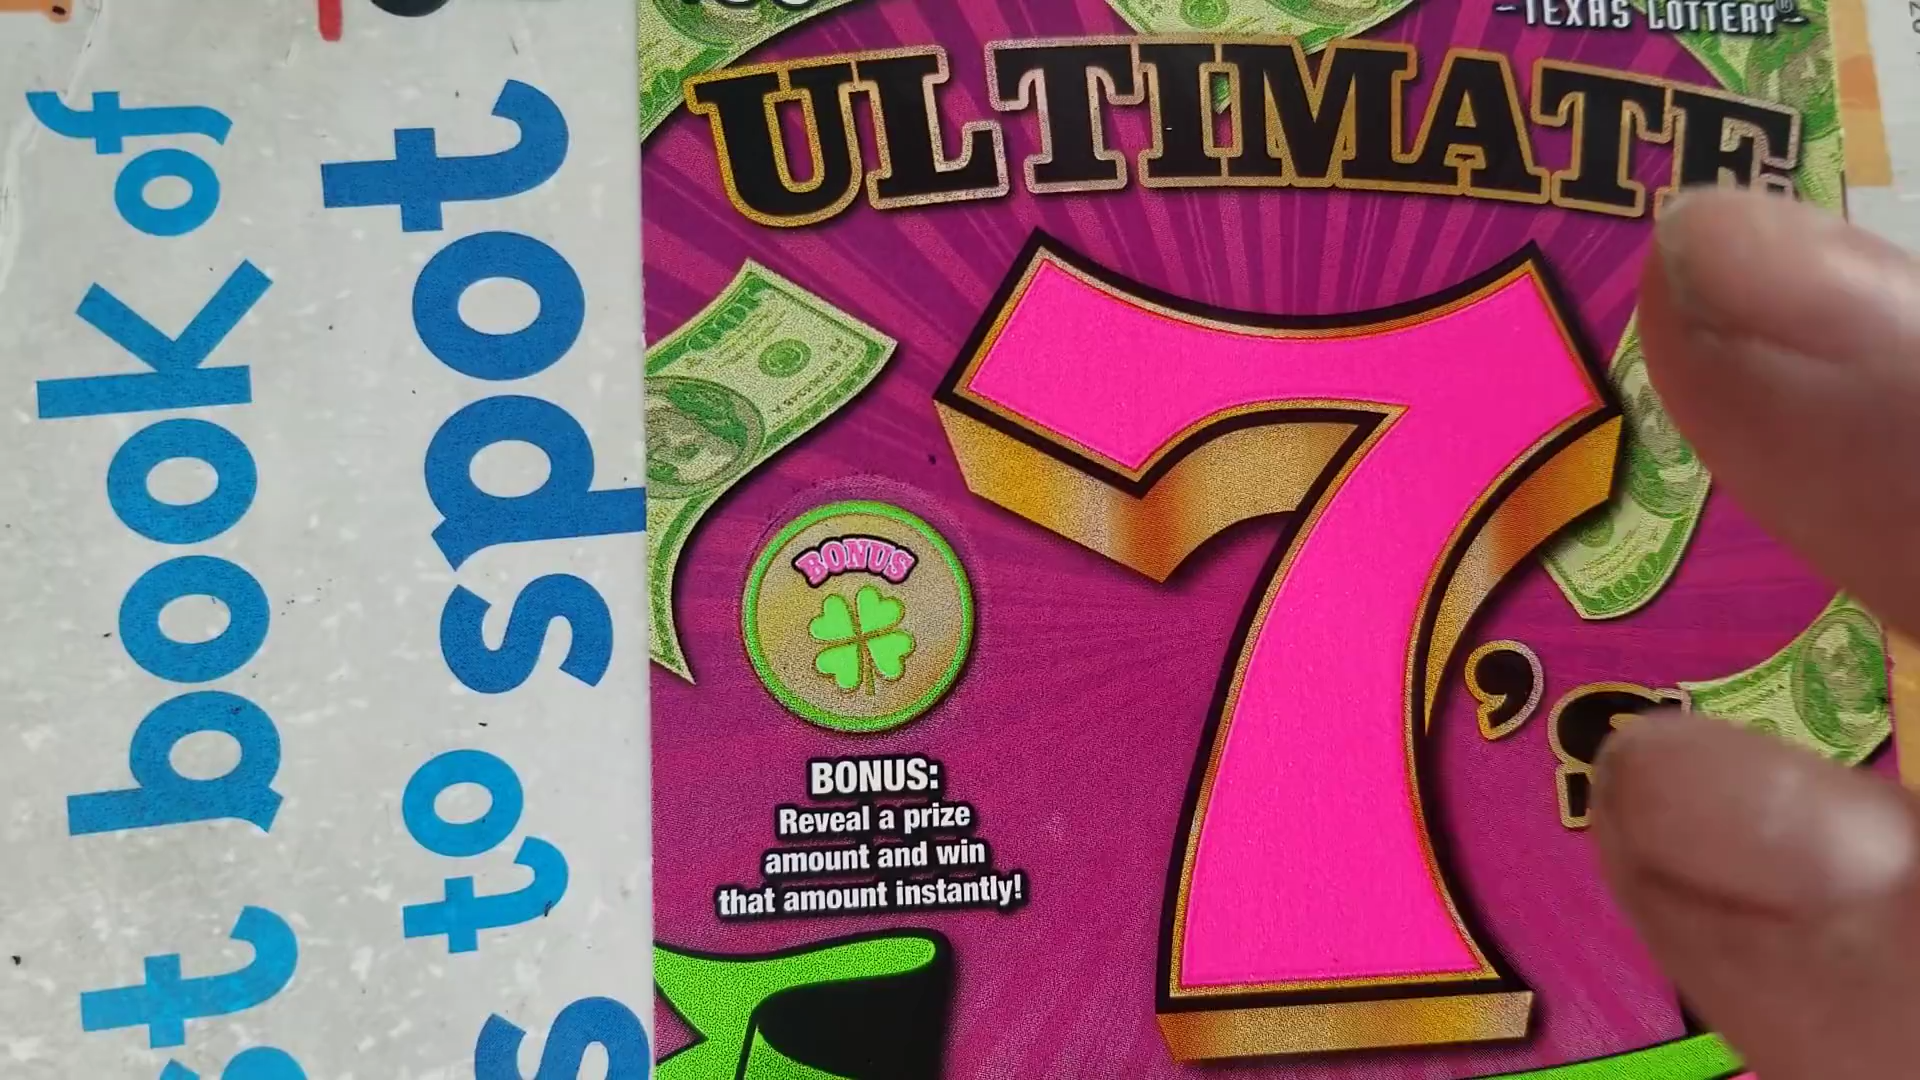 TEXAS LOTTERY®
ULTIMATE
7's
BONUS
BONUS:
Reveal a prize
amount and win
that amount instantly!
book of
to spot